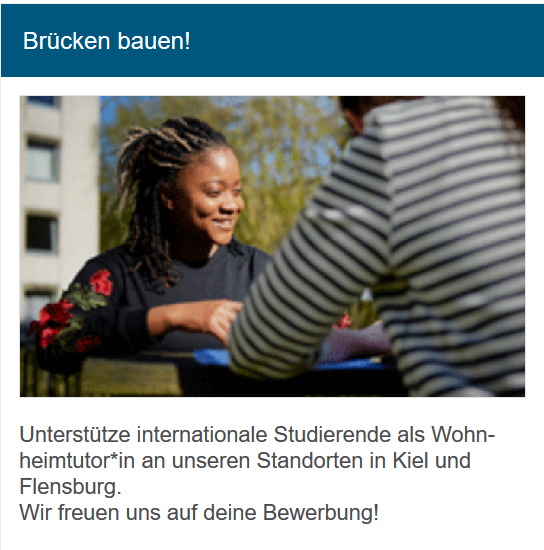 Brücken bauen!
Unterstütze internationale Studierende als Wohn-
heimtutor*in an unseren Standorten in Kiel und
Flensburg.
Wir freuen uns auf deine Bewerbung!